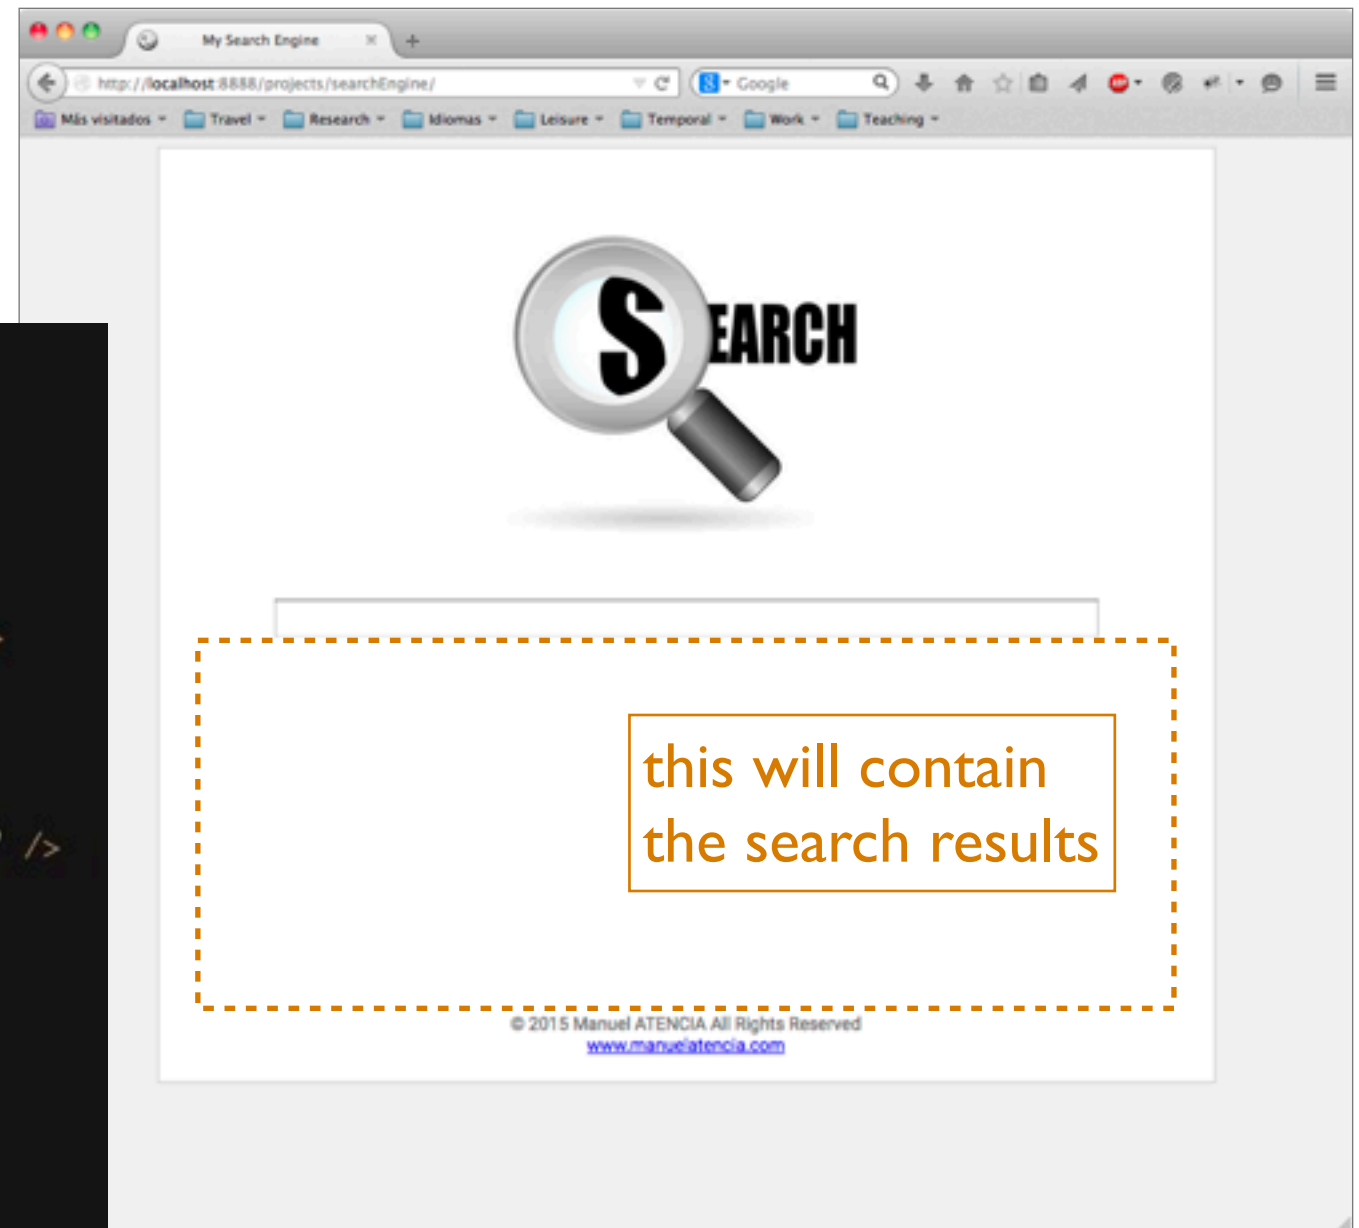 My Search Engine
http://localhost:8888/projects/searchEngine/
Google
Más visitados Travel Research Idiomas Leisure Temporal Work Teaching
SEARCH
this will contain
the search results
/>
© 2015 Manuel ATENCIA All Rights Reserved
www.manuelatencia.com